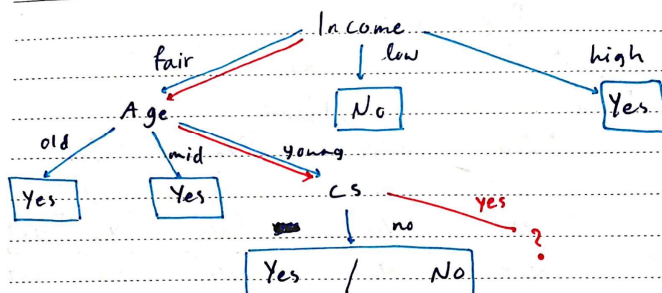 Income
fair low high
Age No Yes
old mid young
Yes Yes CS yes
no ?
Yes / No